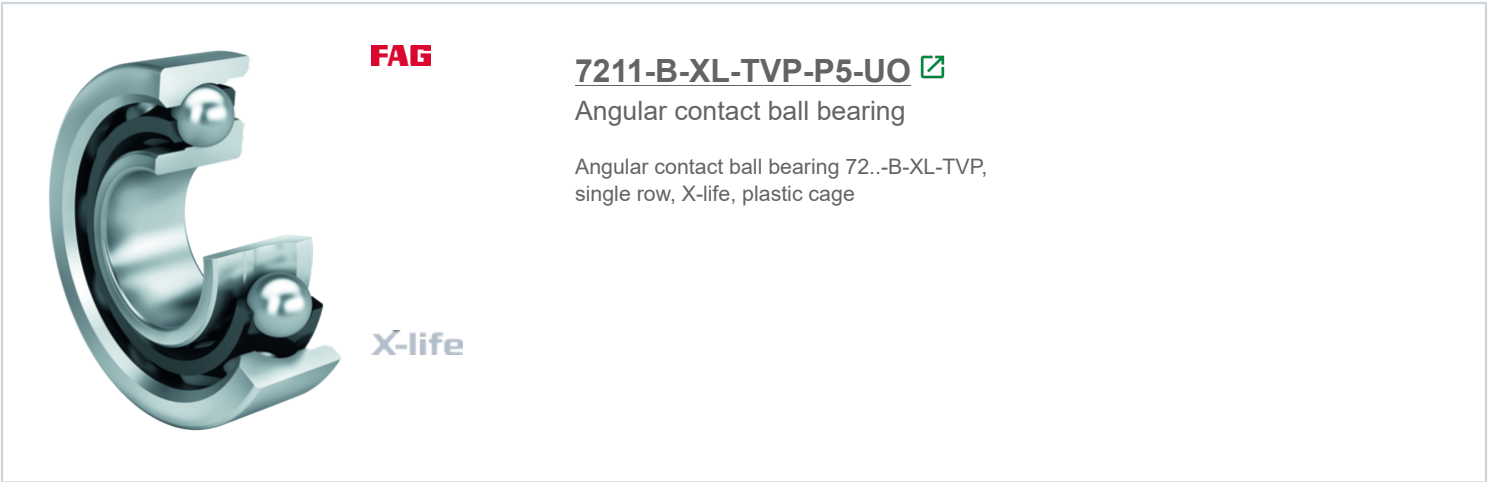 FAG
7211-B-XL-TVP-P5-UO
Angular contact ball bearing
Angular contact ball bearing 72..-B-XL-TVP,
single row, X-life, plastic cage
X-life